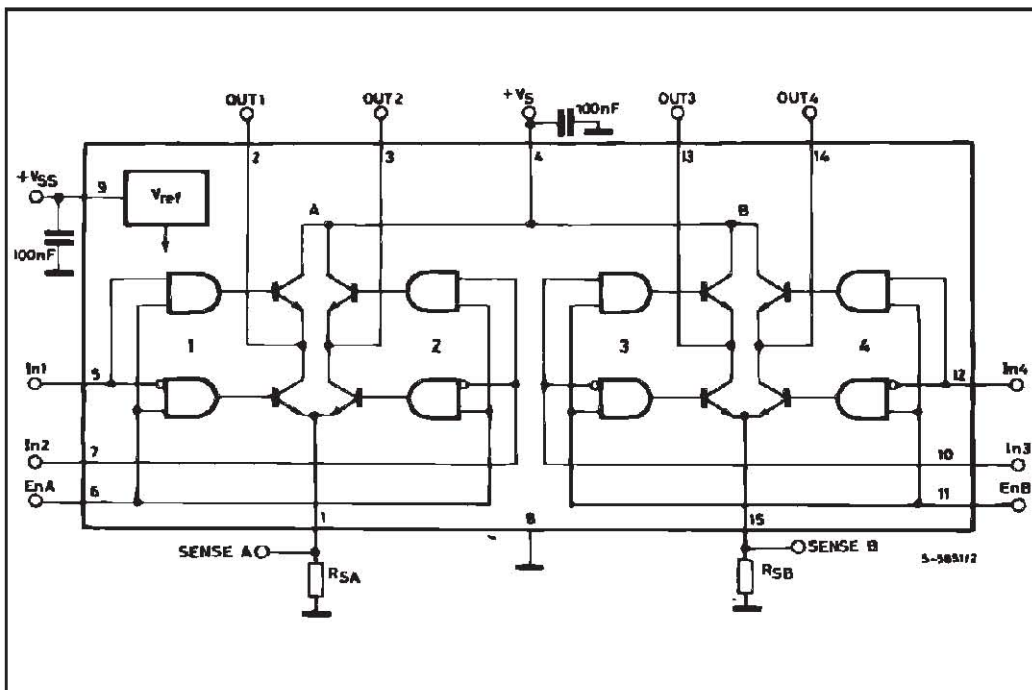 OUT1 OUT2 +VS 100nF OUT3 OUT4
2 3 4 13 14
+VSS 9 Vref
A B
100nF
1 2 3 4
In1 5 12 In4
In2 7 10 In3
EnA 6 11 EnB
1 8 15
SENSE A SENSE B S-5851/2
RSA RSB